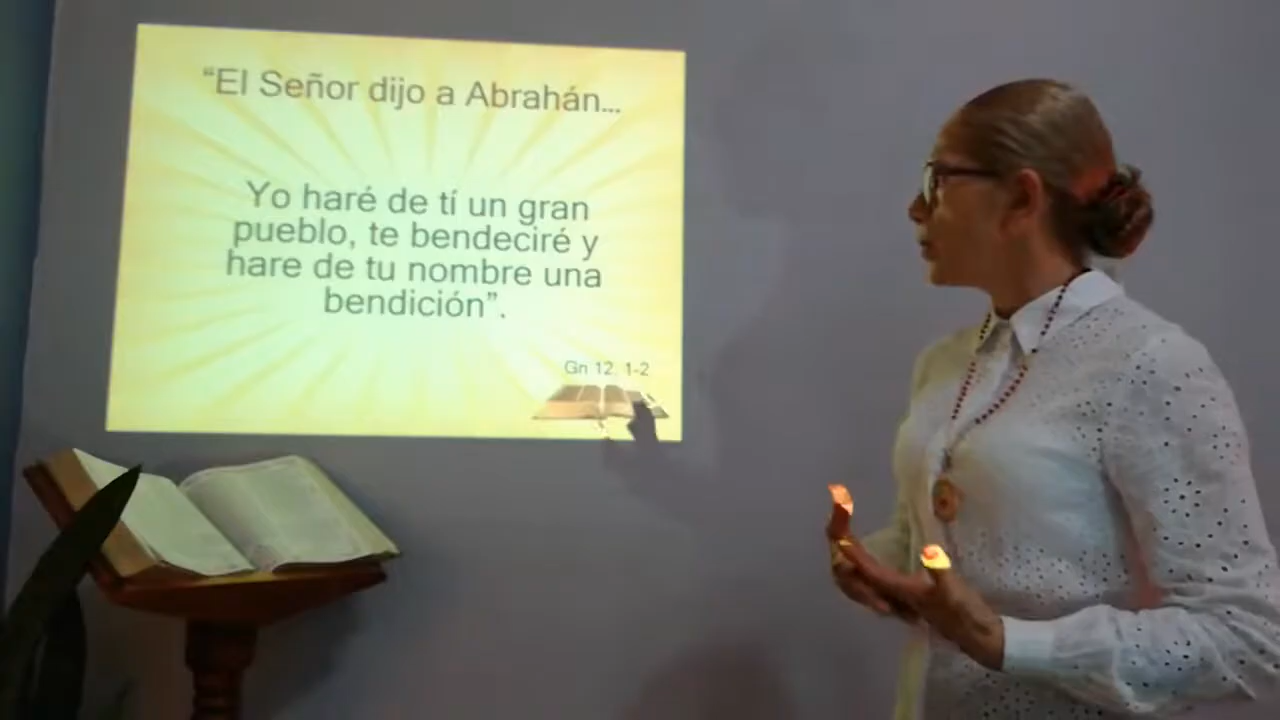 “El Señor dijo a Abrahán...
Yo haré de tí un gran
pueblo, te bendeciré y
hare de tu nombre una
bendición”.
Gn 12, 1-2